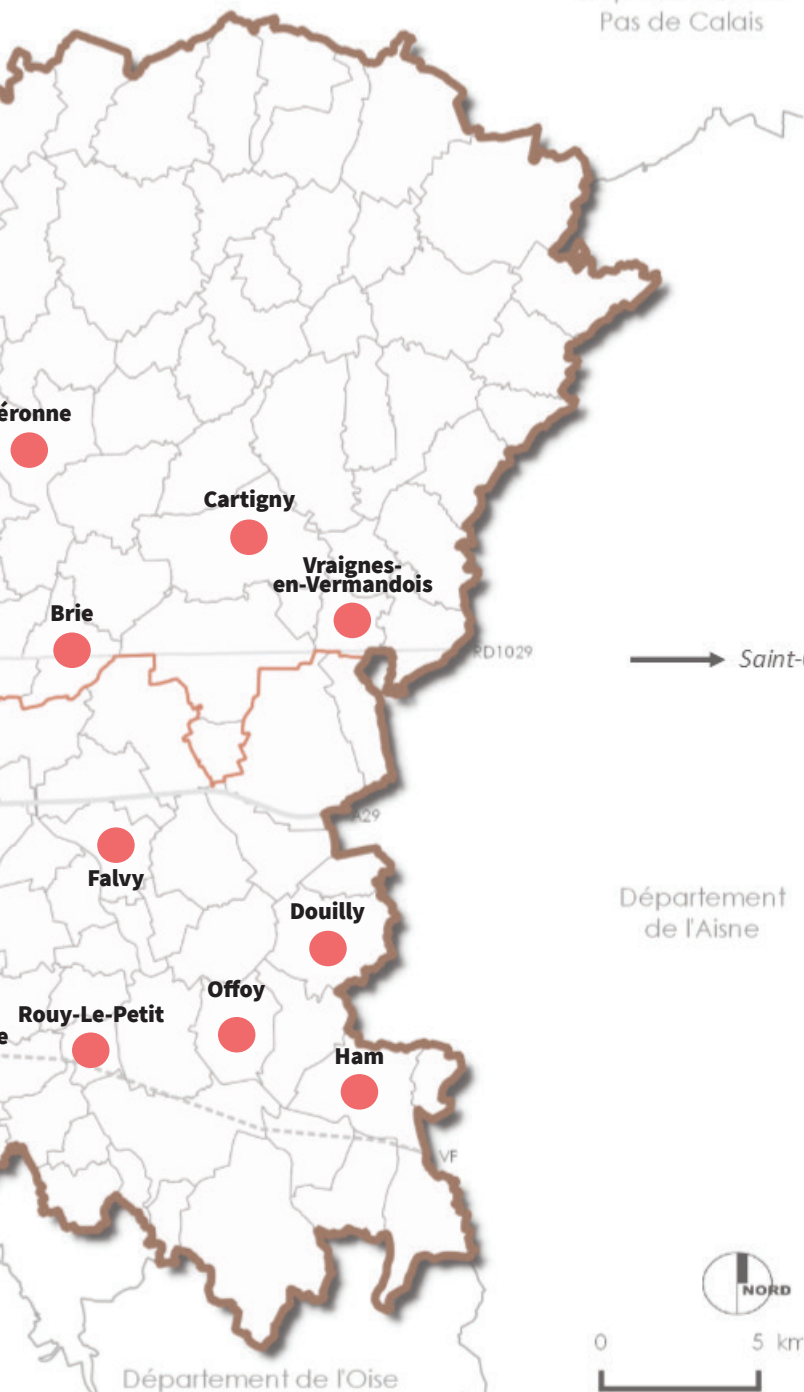 Pas de Calais
éronne
Cartigny
Vraignes-
en-Vermandois
Brie
RD1029
Saint-
A29
Falvy
Département
de l'Aisne
Douilly
Offoy
Rouy-Le-Petit
e
Ham
VF
NORD
0 5 km
Département de l'Oise